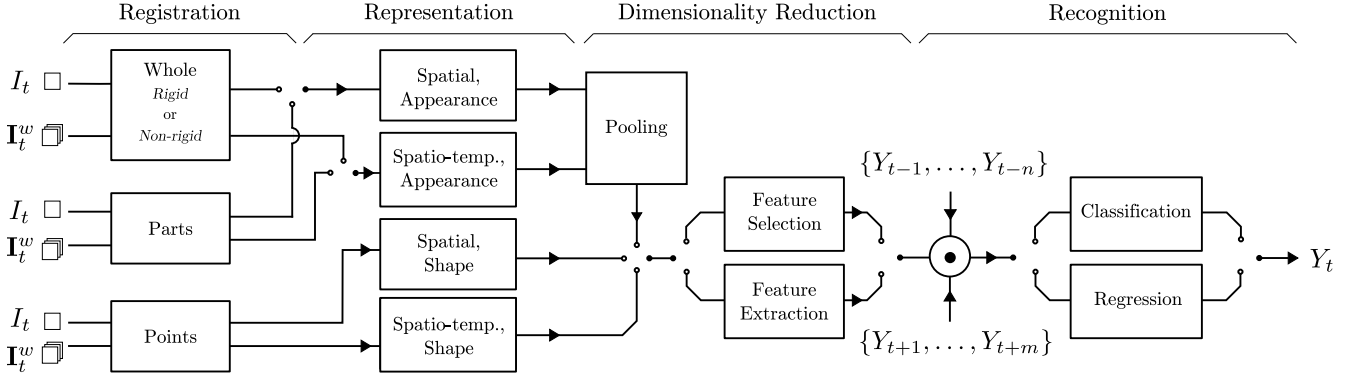 Registration
Representation
Dimensionality Reduction
Recognition
I_t
𝐈_t^w
Whole
Rigid
or
Non-rigid
I_t
𝐈_t^w
Parts
I_t
𝐈_t^w
Points
Spatial,
Appearance
Spatio-temp.,
Appearance
Spatial,
Shape
Spatio-temp.,
Shape
Pooling
Feature
Selection
Feature
Extraction
{Y_{t−1}, . . . , Y_{t−n}}
{Y_{t+1}, . . . , Y_{t+m}}
Classification
Regression
Y_t